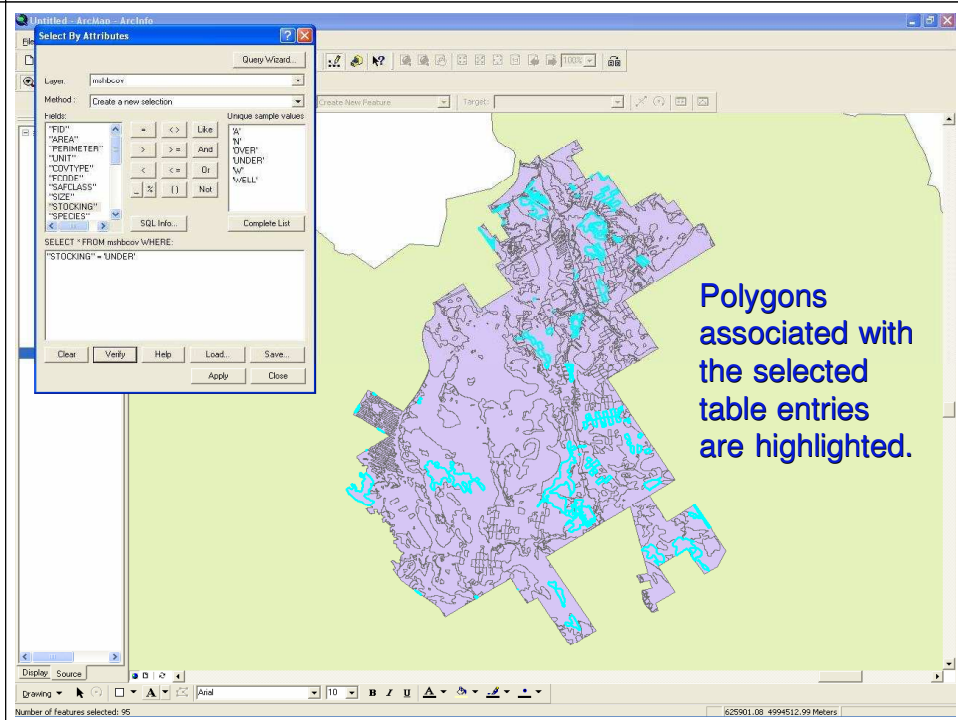 Untitled - ArcMap - ArcInfo
Select By Attributes
Query Wizard...
Layer: mshbcov
Method : Create a new selection
Fields:
Unique sample values
"FID"
"AREA"
"PERIMETER"
"UNIT"
"COVTYPE"
"FCODE"
"SAFCLASS"
"SIZE"
"STOCKING"
"SPECIES"
= < > Like
> > = And
< < = Or
_ % ( ) Not
'A'
'N'
'OVER'
'UNDER'
'W'
'WELL'
SQL Info...
Complete List
SELECT * FROM mshbcov WHERE:
"STOCKING" = 'UNDER'
Clear Verify Help Load... Save...
Apply Close
100%
Create New Feature
Target:
Polygons
associated with
the selected
table entries
are highlighted.
Display Source
Drawing
A Arial 10 B I U A
Number of features selected: 95
625901.08 4994512.99 Meters